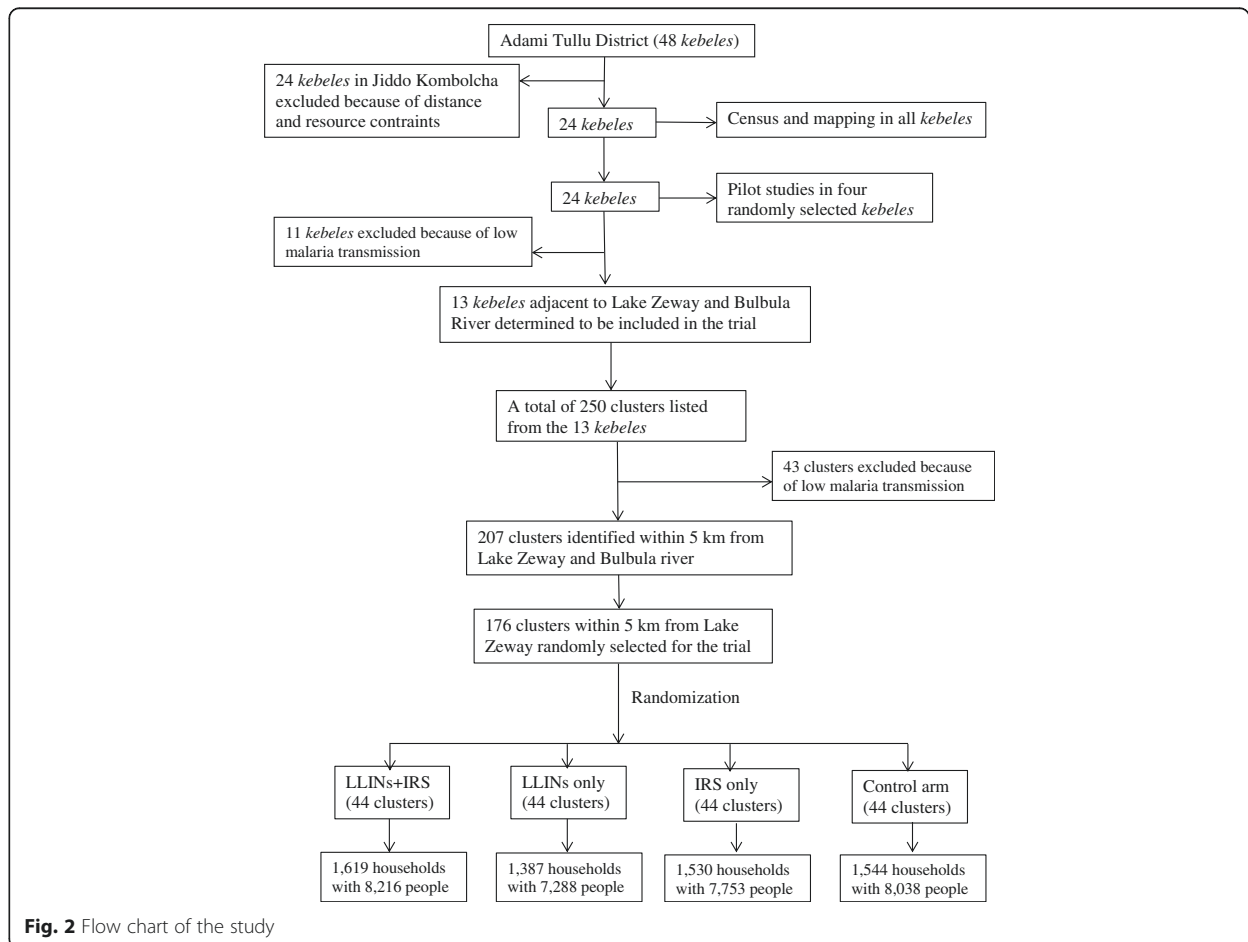 Adami Tullu District (48 kebeles)
24 kebeles in Jiddo Kombolcha
excluded because of distance
and resource contraints
24 kebeles
Census and mapping in all kebeles
24 kebeles
Pilot studies in four
randomly selected kebeles
11 kebeles excluded because of low
malaria transmission
13 kebeles adjacent to Lake Zeway and Bulbula
River determined to be included in the trial
A total of 250 clusters listed
from the 13 kebeles
43 clusters excluded because
of low malaria transmission
207 clusters identified within 5 km from
Lake Zeway and Bulbula river
176 clusters within 5 km from Lake
Zeway randomly selected for the trial
Randomization
LLINs+IRS
(44 clusters)
LLINs only
(44 clusters)
IRS only
(44 clusters)
Control arm
(44 clusters)
1,619 households
with 8,216 people
1,387 households
with 7,288 people
1,530 households
with 7,753 people
1,544 households
with 8,038 people
Fig. 2 Flow chart of the study